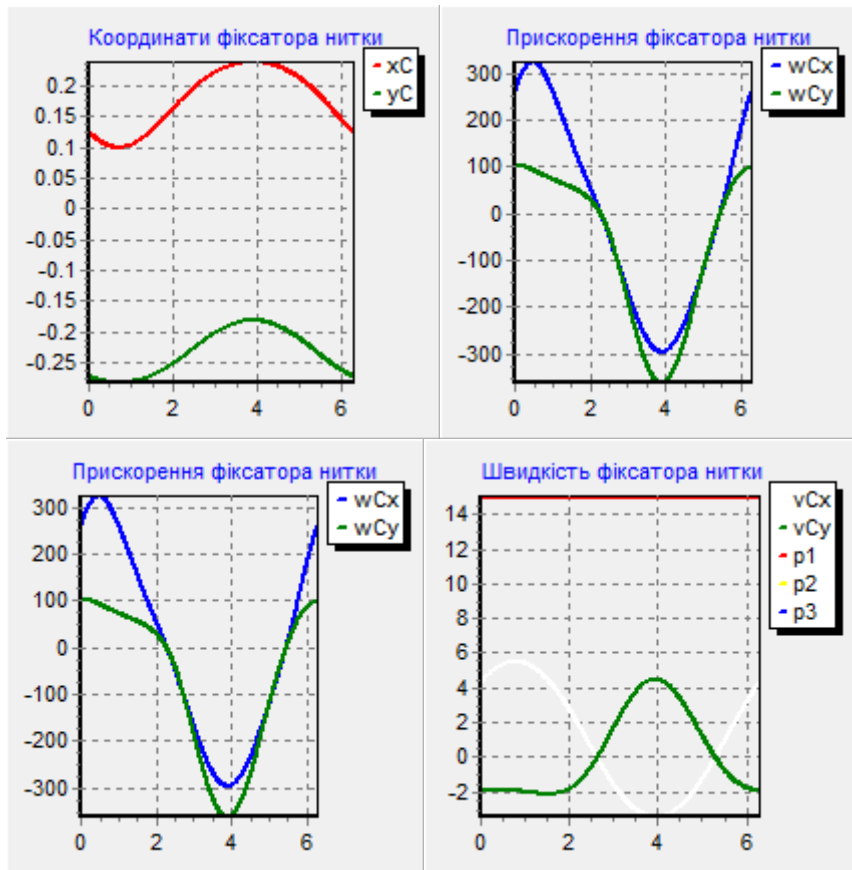 Координати фіксатора нитки
xC
yC
0.2
0.15
0.1
0.05
0
-0.05
-0.1
-0.15
-0.2
-0.25
0 2 4 6
Прискорення фіксатора нитки
wCx
wCy
300
200
100
0
-100
-200
-300
0 2 4 6
Прискорення фіксатора нитки
wCx
wCy
300
200
100
0
-100
-200
-300
0 2 4 6
Швидкість фіксатора нитки
vCx
vCy
p1
p2
p3
14
12
10
8
6
4
2
0
-2
0 2 4 6